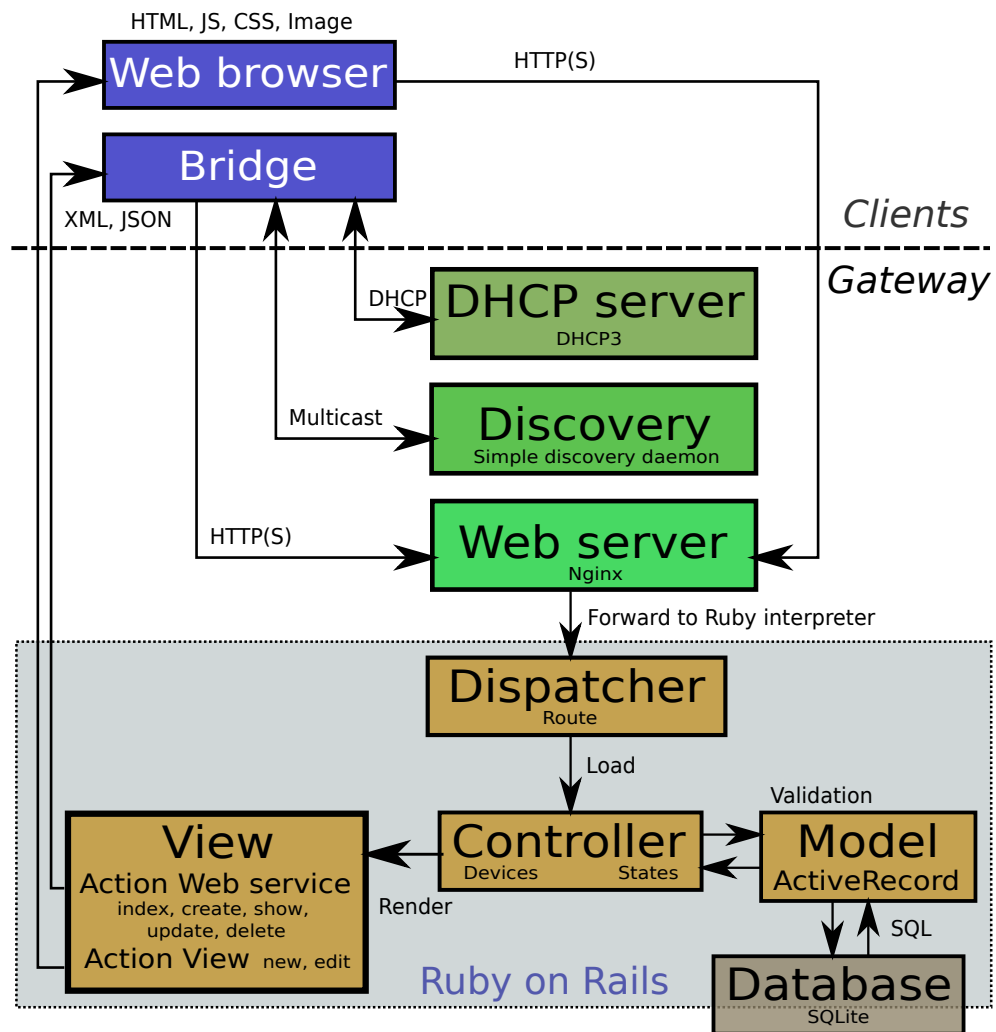 HTML, JS, CSS, Image
Web browser
HTTP(S)
Bridge
XML, JSON
Clients
Gateway
DHCP
DHCP server
DHCP3
Multicast
Discovery
Simple discovery daemon
HTTP(S)
Web server
Nginx
Forward to Ruby interpreter
Dispatcher
Route
Load
Validation
View
Action Web service
index, create, show,
update, delete
Action View new, edit
Render
Controller
Devices States
Model
ActiveRecord
SQL
Ruby on Rails
Database
SQLite